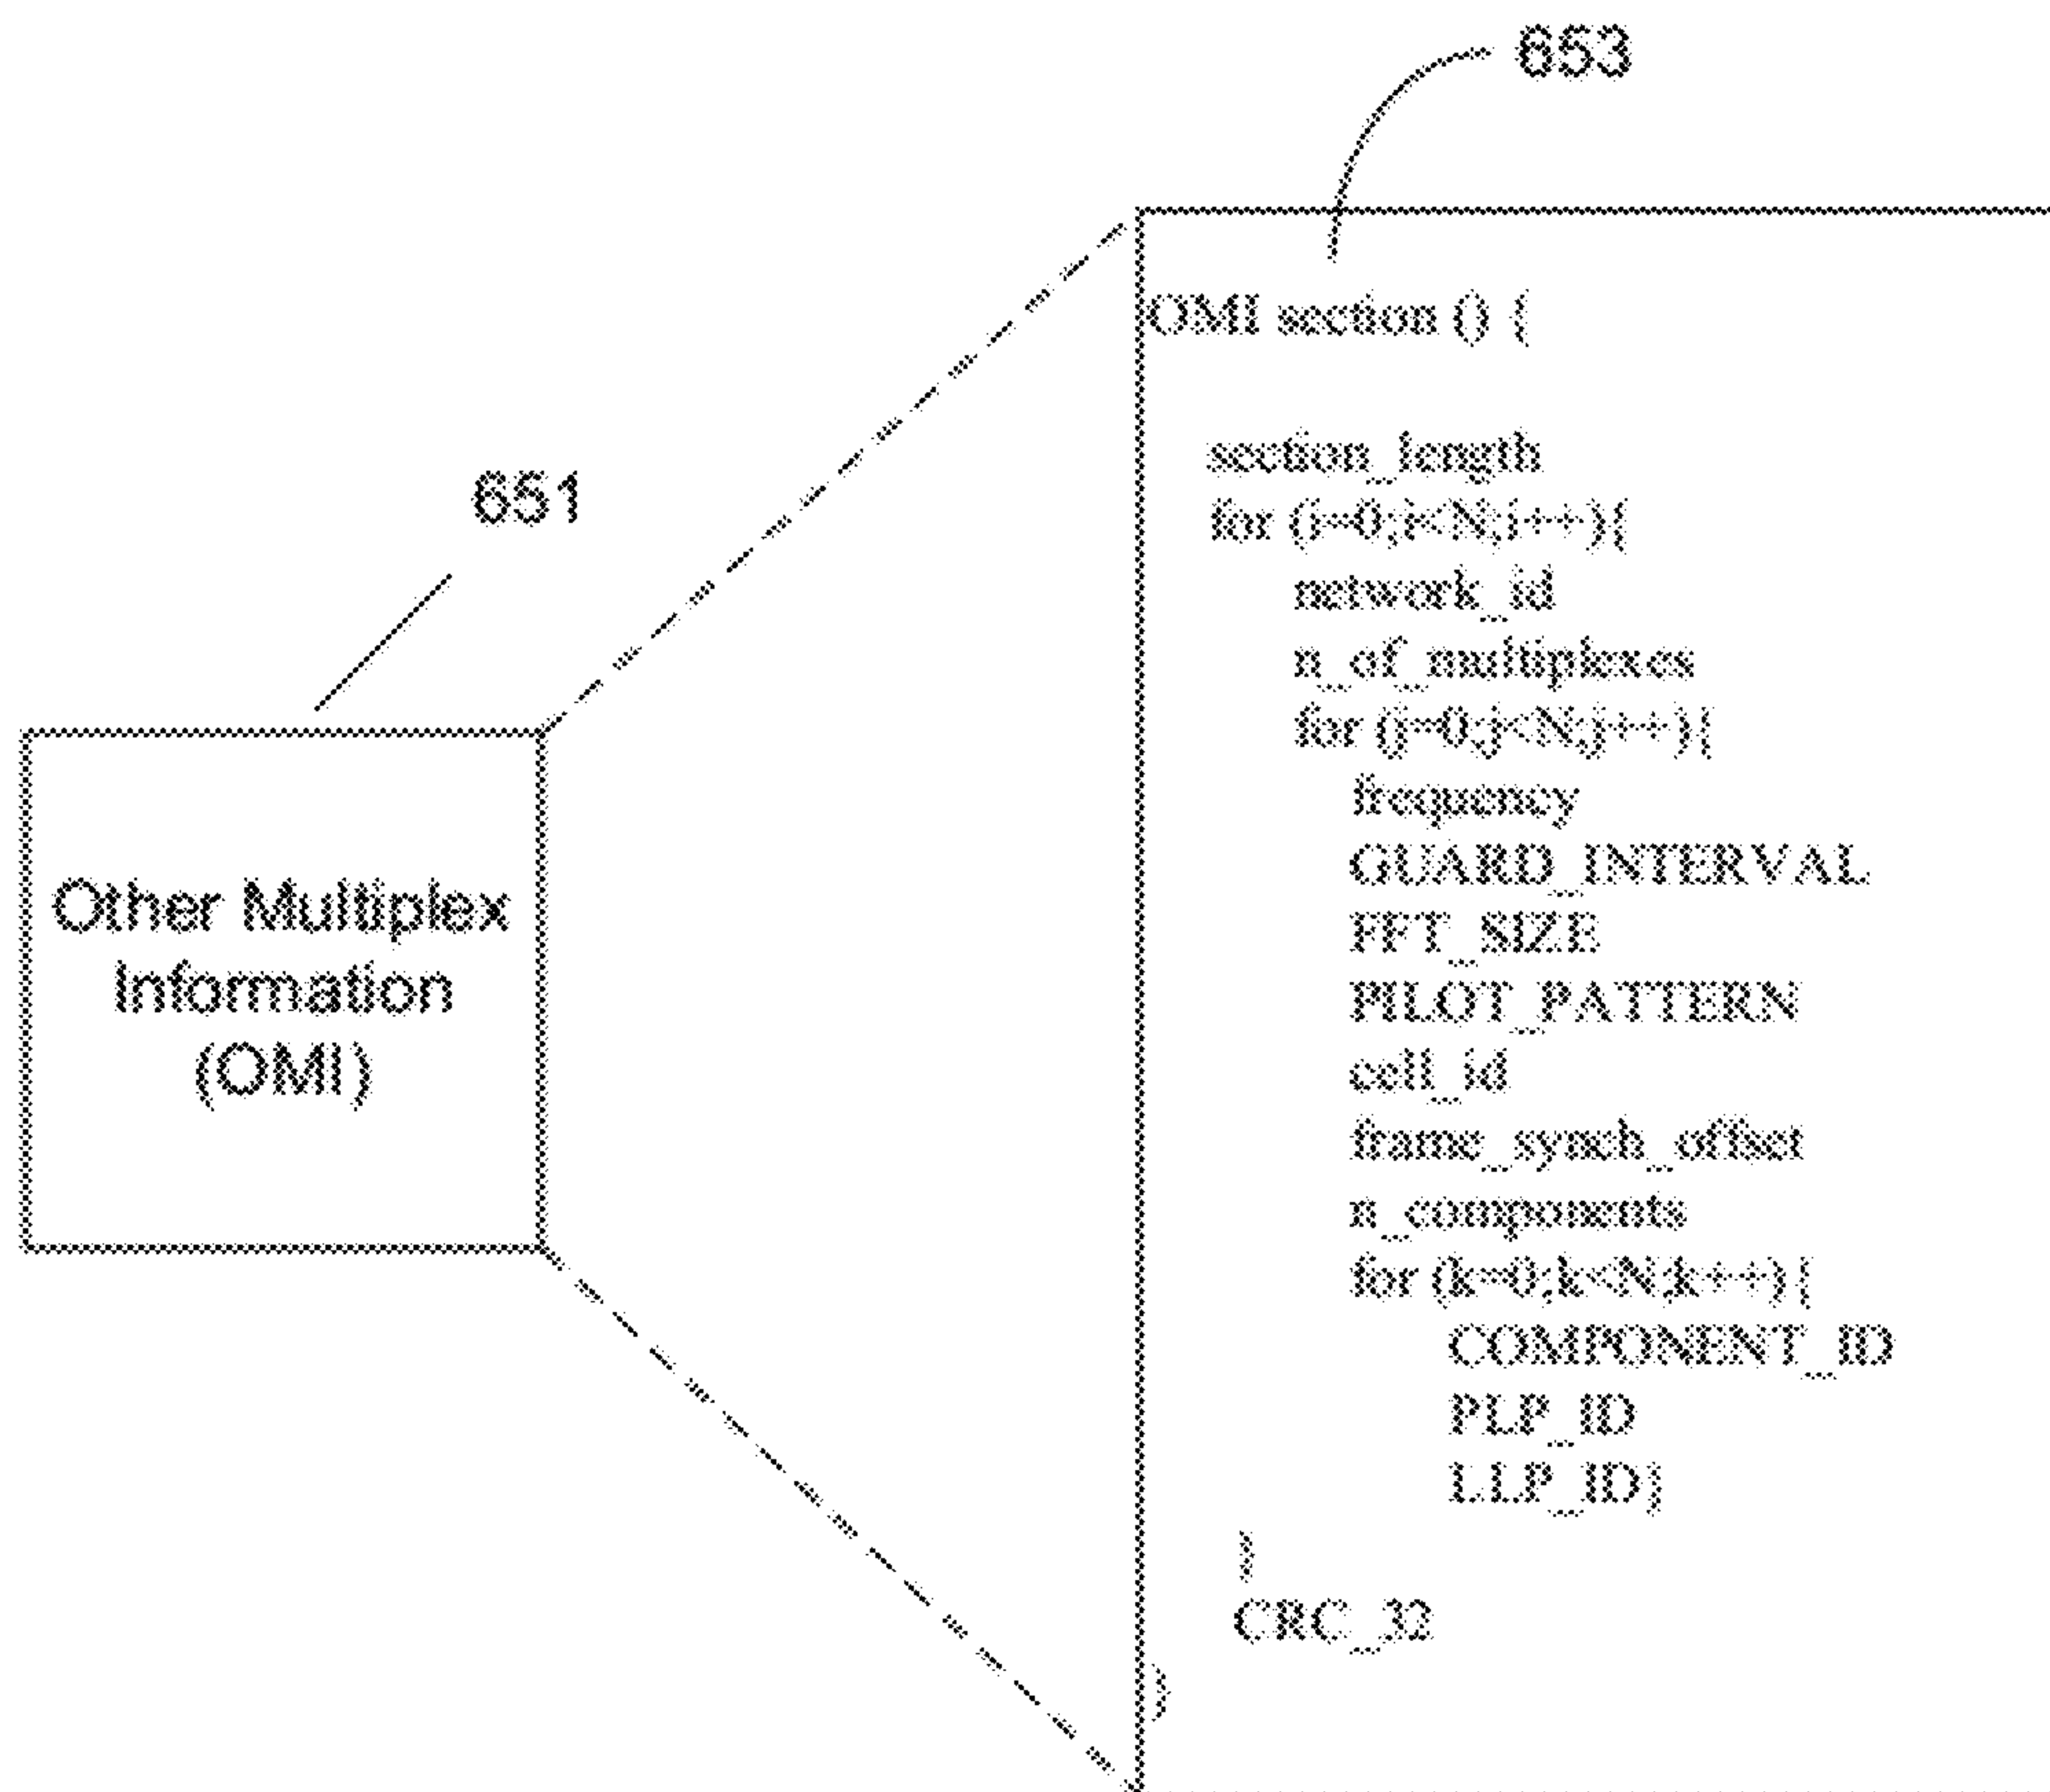 653
OMI section () {
section_length
for (i=0;i<N;i++){
network_id
n_of_multiplexes
for (j=0;j<N;j++){
frequency
GUARD_INTERVAL
FFT_SIZE
PILOT_PATTERN
cell_id
frame_synch_offset
n_components
for (k=0;k<N;k++){
COMPONENT_ID
PLP_ID
LLP_ID}
}
CRC_32
}
651
Other Multiplex
Information
(OMI)